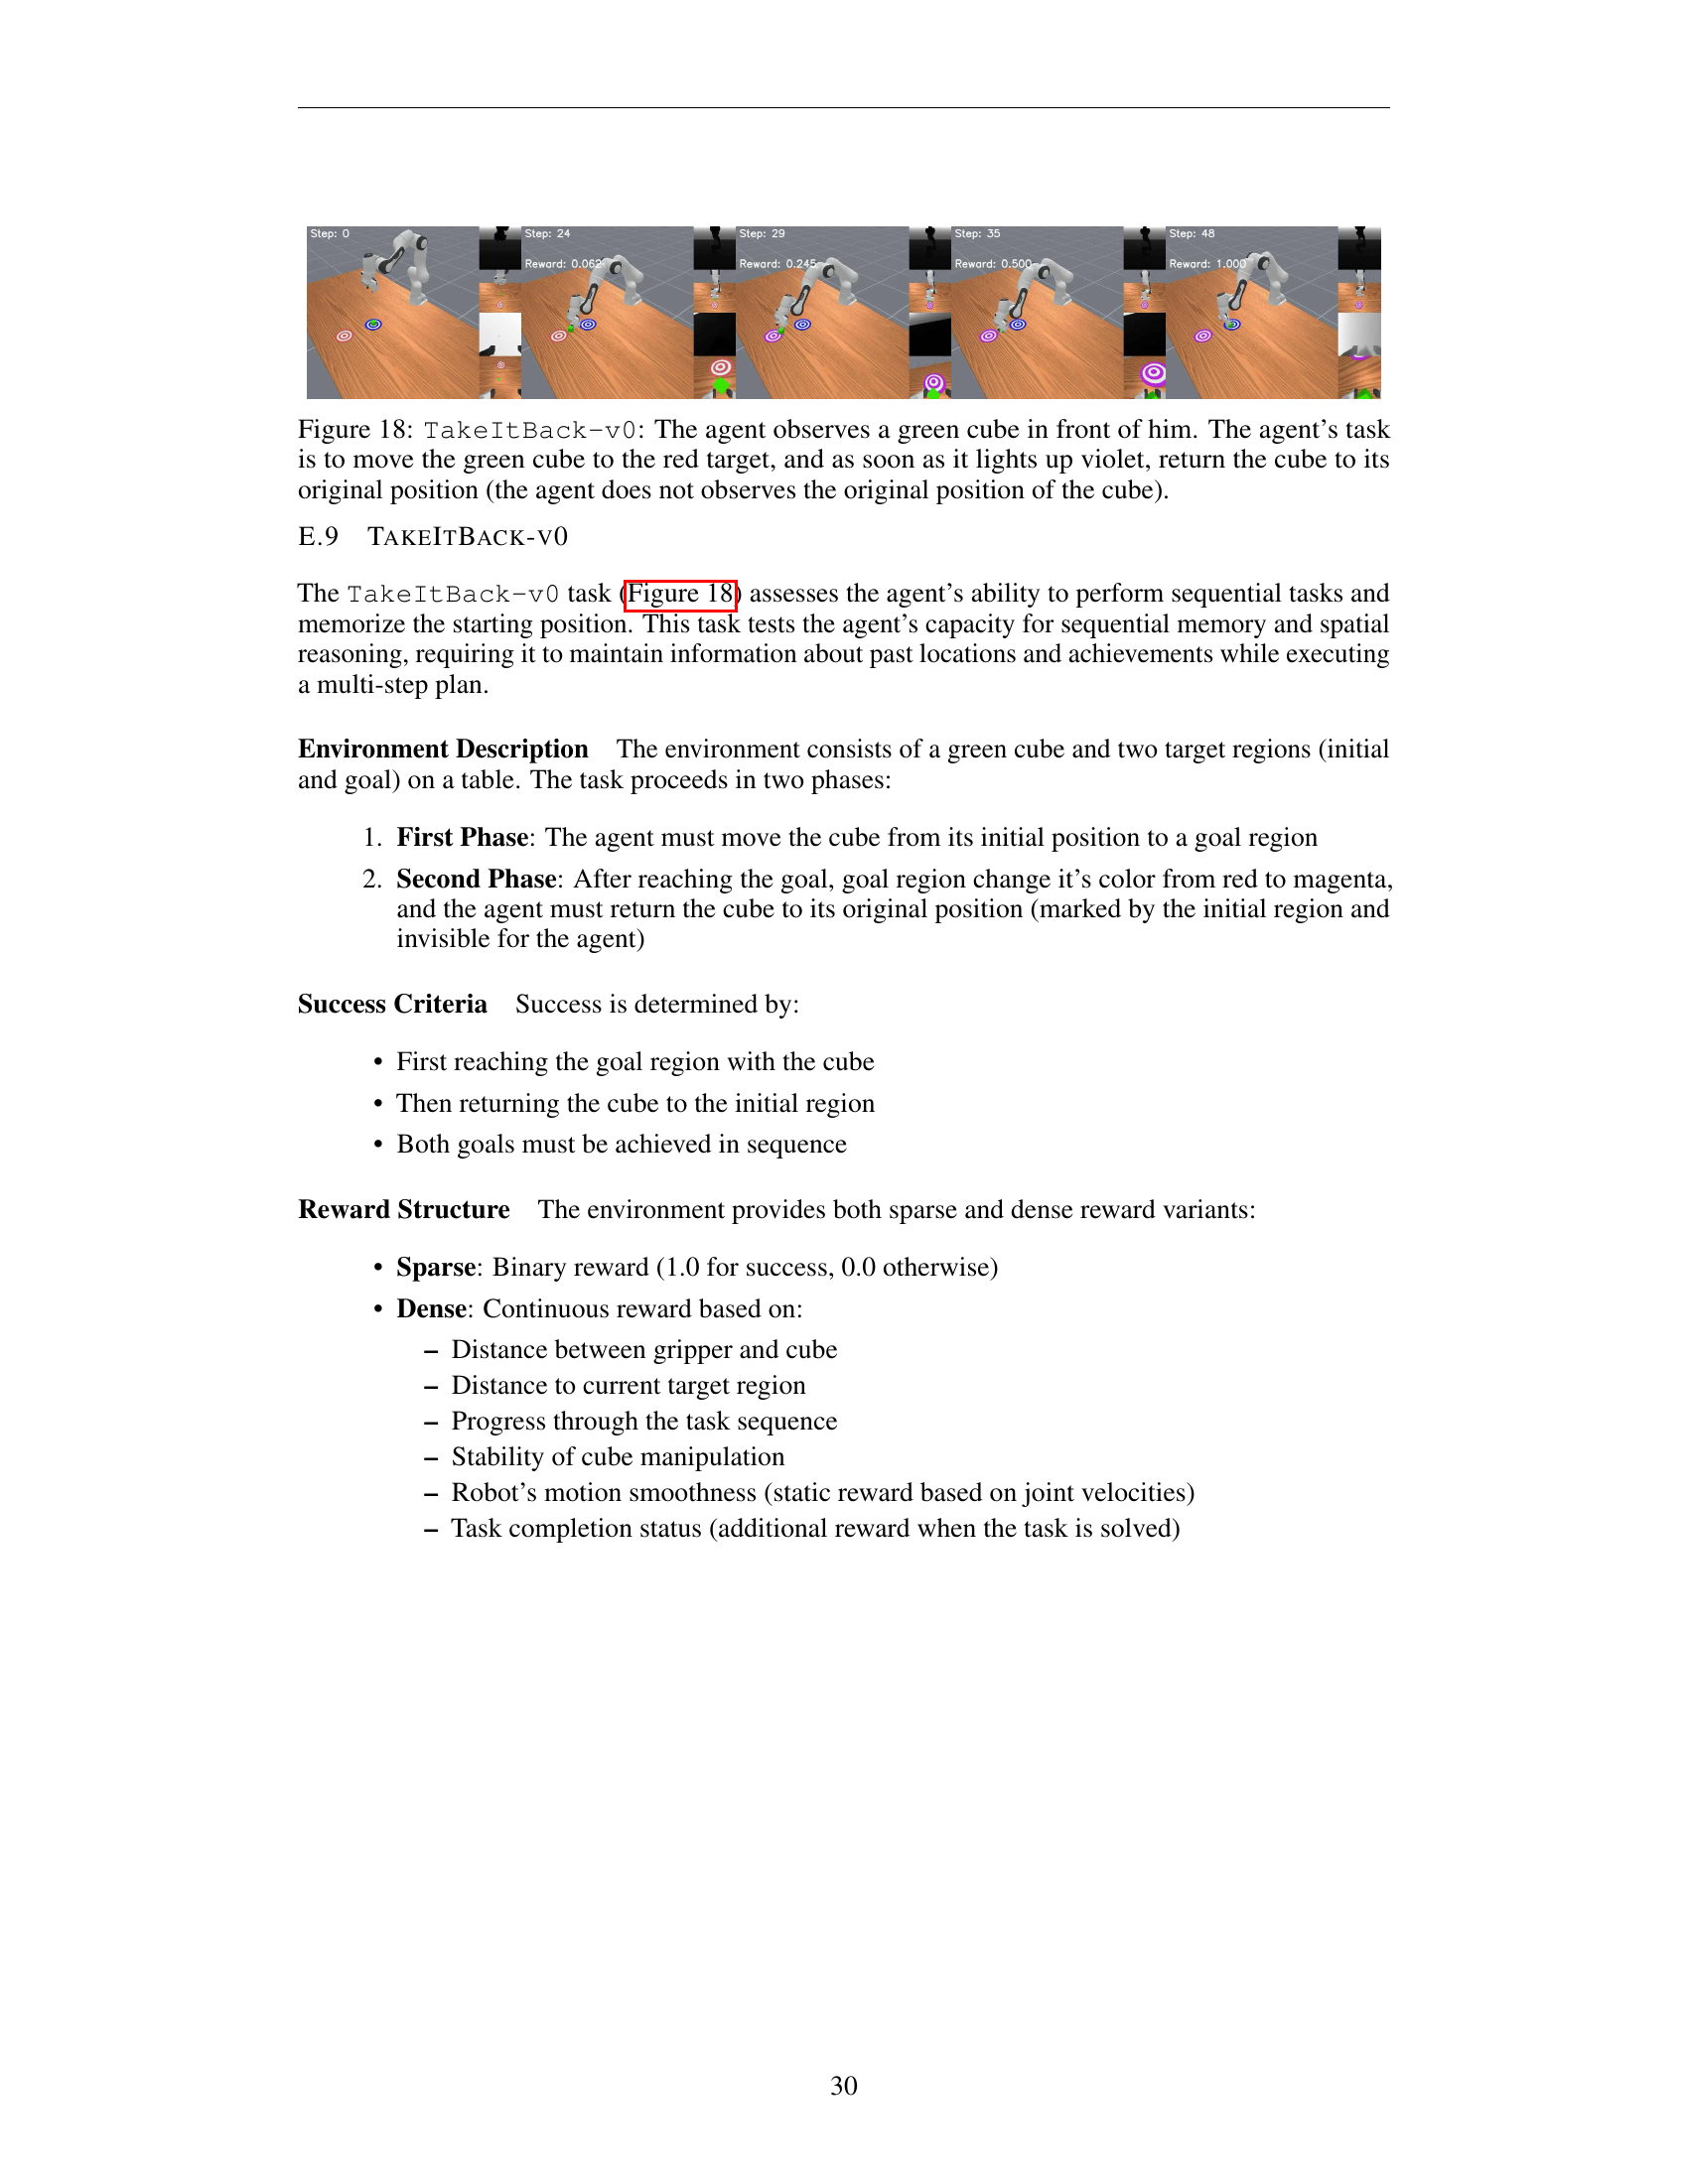 Step: 0
Step: 24
Reward: 0.062
Step: 29
Reward: 0.245
Step: 35
Reward: 0.500
Step: 48
Reward: 1.000
Figure 18: TakeItBack-v0: The agent observes a green cube in front of him. The agent's task
is to move the green cube to the red target, and as soon as it lights up violet, return the cube to its
original position (the agent does not observes the original position of the cube).
E.9 TAKEITBACK-V0
The TakeItBack-v0 task (Figure 18) assesses the agent's ability to perform sequential tasks and
memorize the starting position. This task tests the agent's capacity for sequential memory and spatial
reasoning, requiring it to maintain information about past locations and achievements while executing
a multi-step plan.
Environment Description The environment consists of a green cube and two target regions (initial
and goal) on a table. The task proceeds in two phases:
1. First Phase: The agent must move the cube from its initial position to a goal region
2. Second Phase: After reaching the goal, goal region change it's color from red to magenta,
and the agent must return the cube to its original position (marked by the initial region and
invisible for the agent)
Success Criteria Success is determined by:
• First reaching the goal region with the cube
• Then returning the cube to the initial region
• Both goals must be achieved in sequence
Reward Structure The environment provides both sparse and dense reward variants:
• Sparse: Binary reward (1.0 for success, 0.0 otherwise)
• Dense: Continuous reward based on:
– Distance between gripper and cube
– Distance to current target region
– Progress through the task sequence
– Stability of cube manipulation
– Robot's motion smoothness (static reward based on joint velocities)
– Task completion status (additional reward when the task is solved)
30